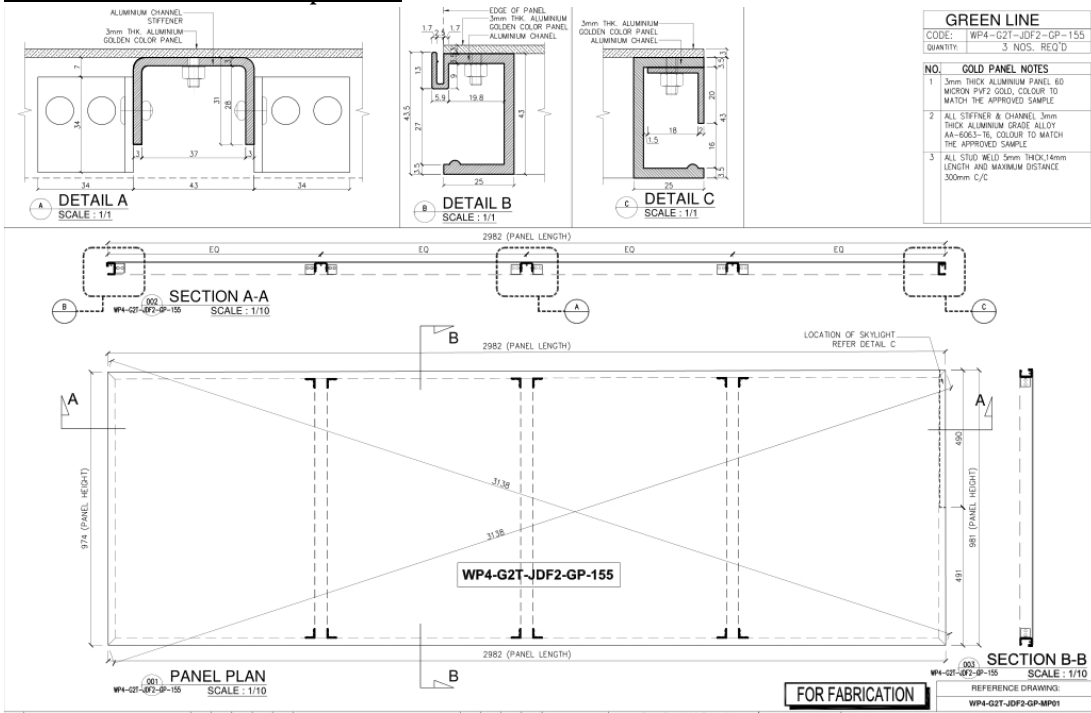 ALUMINIUM CHANNEL
STIFFENER
3mm THK. ALUMINIUM
GOLDEN COLOR PANEL
7
34
3
31
28
3
37
3
34
43
34
A
DETAIL A
SCALE : 1/1
EDGE OF PANEL
3mm THK. ALUMINIUM
GOLDEN COLOR PANEL
ALUMINIUM CHANEL
1.7
1.7
13
9
5.9
19.8
43.5
27
43
3.5
25
B
DETAIL B
SCALE : 1/1
3mm THK. ALUMINIUM
GOLDEN COLOR PANEL
ALUMINIUM CHANEL
3
3.5
20
18
2
1.5
43
16
3.5
25
C
DETAIL C
SCALE : 1/1
GREEN LINE
CODE: WP4-G2T-JDF2-GP-155
QUANTITY: 3 NOS. REQ'D
NO. GOLD PANEL NOTES
1 3mm THICK ALUMINIUM PANEL 60
MICRON PVF2 GOLD, COLOUR TO
MATCH THE APPROVED SAMPLE
2 ALL STIFFNER & CHANNEL 3mm
THICK ALUMINIUM GRADE ALLOY
AA-6063-T6, COLOUR TO MATCH
THE APPROVED SAMPLE
3 ALL STUD WELD 5mm THICK,14mm
LENGTH AND MAXIMUM DISTANCE
300mm C/C
2982 (PANEL LENGTH)
EQ EQ EQ EQ
B
002
WP4-G2T-JDF2-GP-155
SECTION A-A
SCALE : 1/10
A
C
B
2982 (PANEL LENGTH)
LOCATION OF SKYLIGHT
REFER DETAIL C
A
A
974 (PANEL HEIGHT)
3138
3138
490
491
981 (PANEL HEIGHT)
WP4-G2T-JDF2-GP-155
2982 (PANEL LENGTH)
B
001
WP4-G2T-JDF2-GP-155
PANEL PLAN
SCALE : 1/10
003
WP4-G2T-JDF2-GP-155
SECTION B-B
SCALE : 1/10
FOR FABRICATION
REFERENCE DRAWING:
WP4-G2T-JDF2-GP-MP01